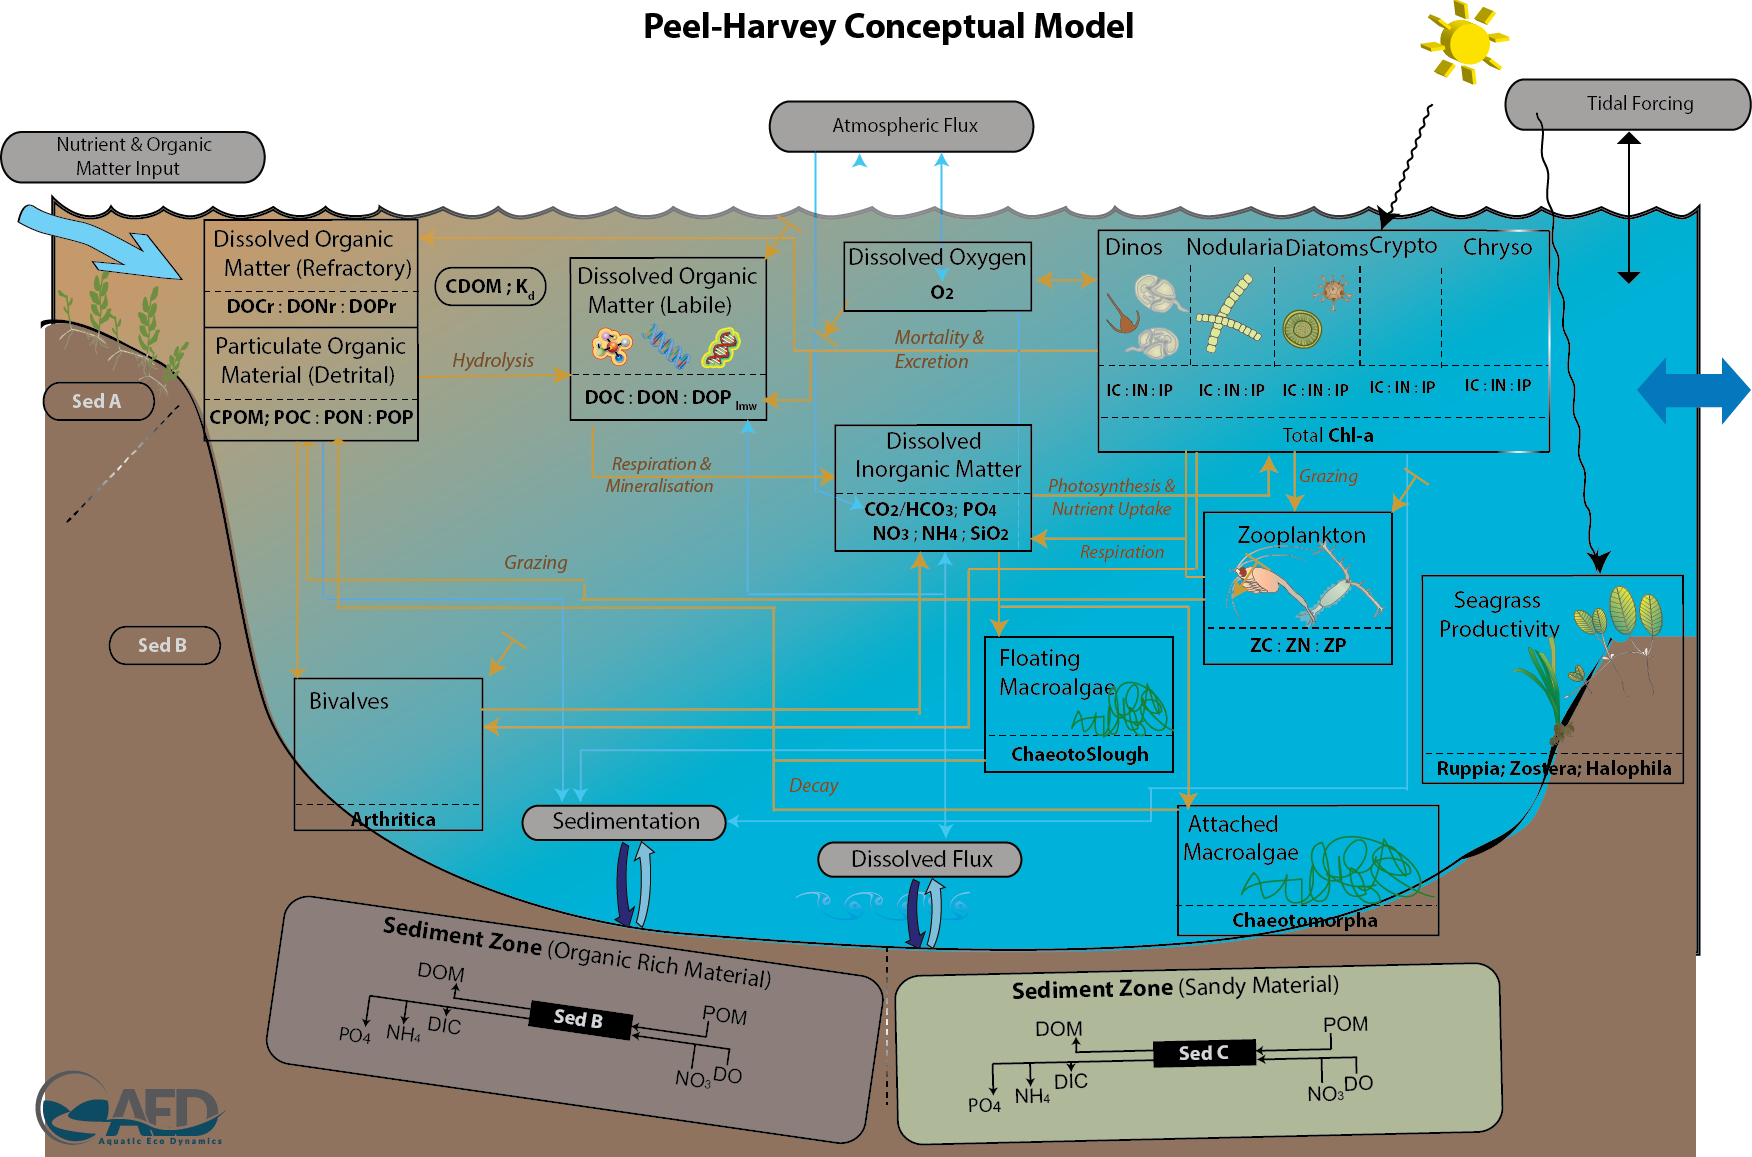 Peel-Harvey Conceptual Model
Tidal Forcing
Atmospheric Flux
Nutrient & Organic
Matter Input
Dissolved Organic
Matter (Refractory)
DOCr : DONr : DOPr
Particulate Organic
Material (Detrital)
CPOM; POC : PON : POP
CDOM ; Kd
Hydrolysis
Dissolved Organic
Matter (Labile)
DOC : DON : DOP lmw
Dissolved Oxygen
O2
Mortality &
Excretion
Dinos
Nodularia
Diatoms
Crypto
Chryso
IC : IN : IP
IC : IN : IP
IC : IN : IP
IC : IN : IP
IC : IN : IP
Total Chl-a
Sed A
Respiration &
Mineralisation
Dissolved
Inorganic Matter
CO2/HCO3; PO4
NO3 ; NH4 ; SiO2
Photosynthesis &
Nutrient Uptake
Respiration
Grazing
Zooplankton
ZC : ZN : ZP
Grazing
Sed B
Seagrass
Productivity
Ruppia; Zostera; Halophila
Bivalves
Arthritica
Floating
Macroalgae
ChaeotoSlough
Decay
Sedimentation
Dissolved Flux
Attached
Macroalgae
Chaeotomorpha
Sediment Zone (Organic Rich Material)
DOM
POM
Sed B
PO4
NH4
DIC
NO3
DO
Sediment Zone (Sandy Material)
DOM
POM
Sed C
PO4
NH4
DIC
NO3
DO
AED
Aquatic Eco Dynamics